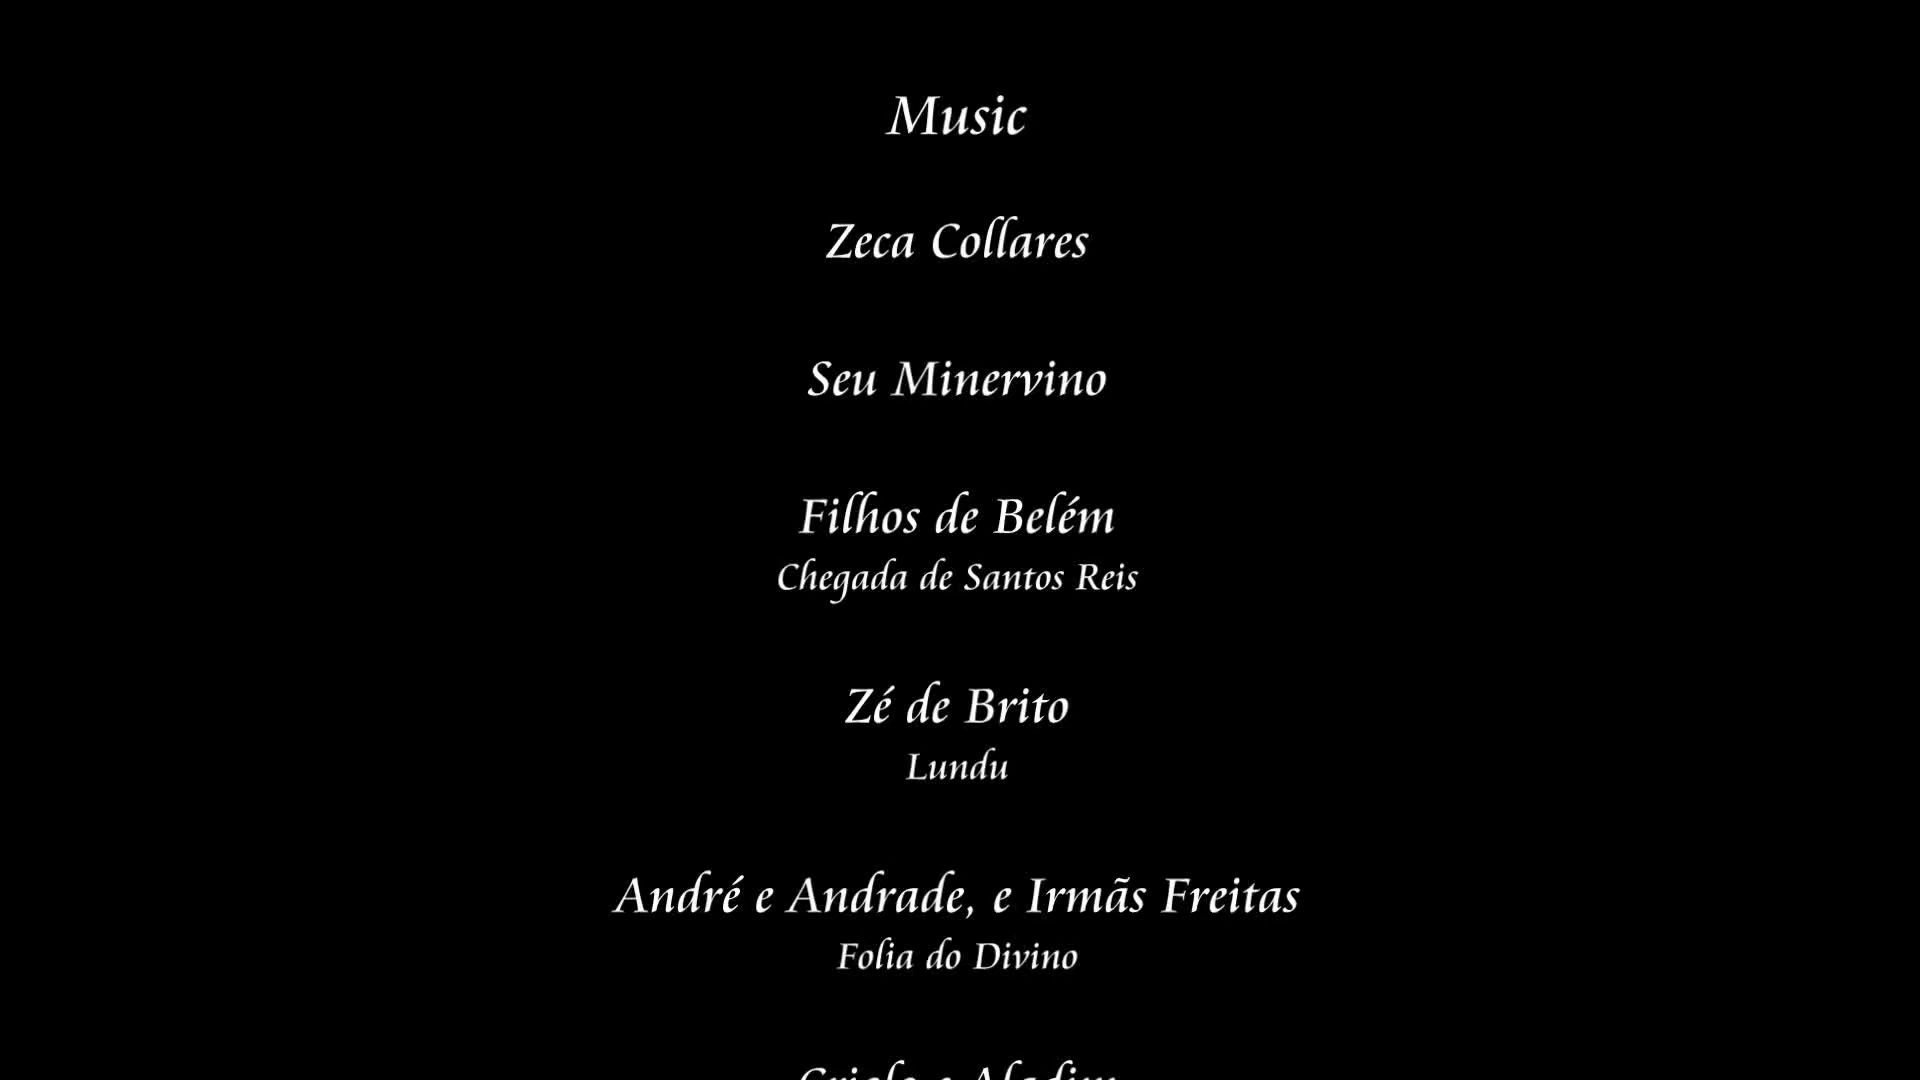 Music
Zeca Collares
Seu Minervino
Filhos de Belém
Chegada de Santos Reis
Zé de Brito
Lundu
André e Andrade, e Irmãs Freitas
Folia do Divino